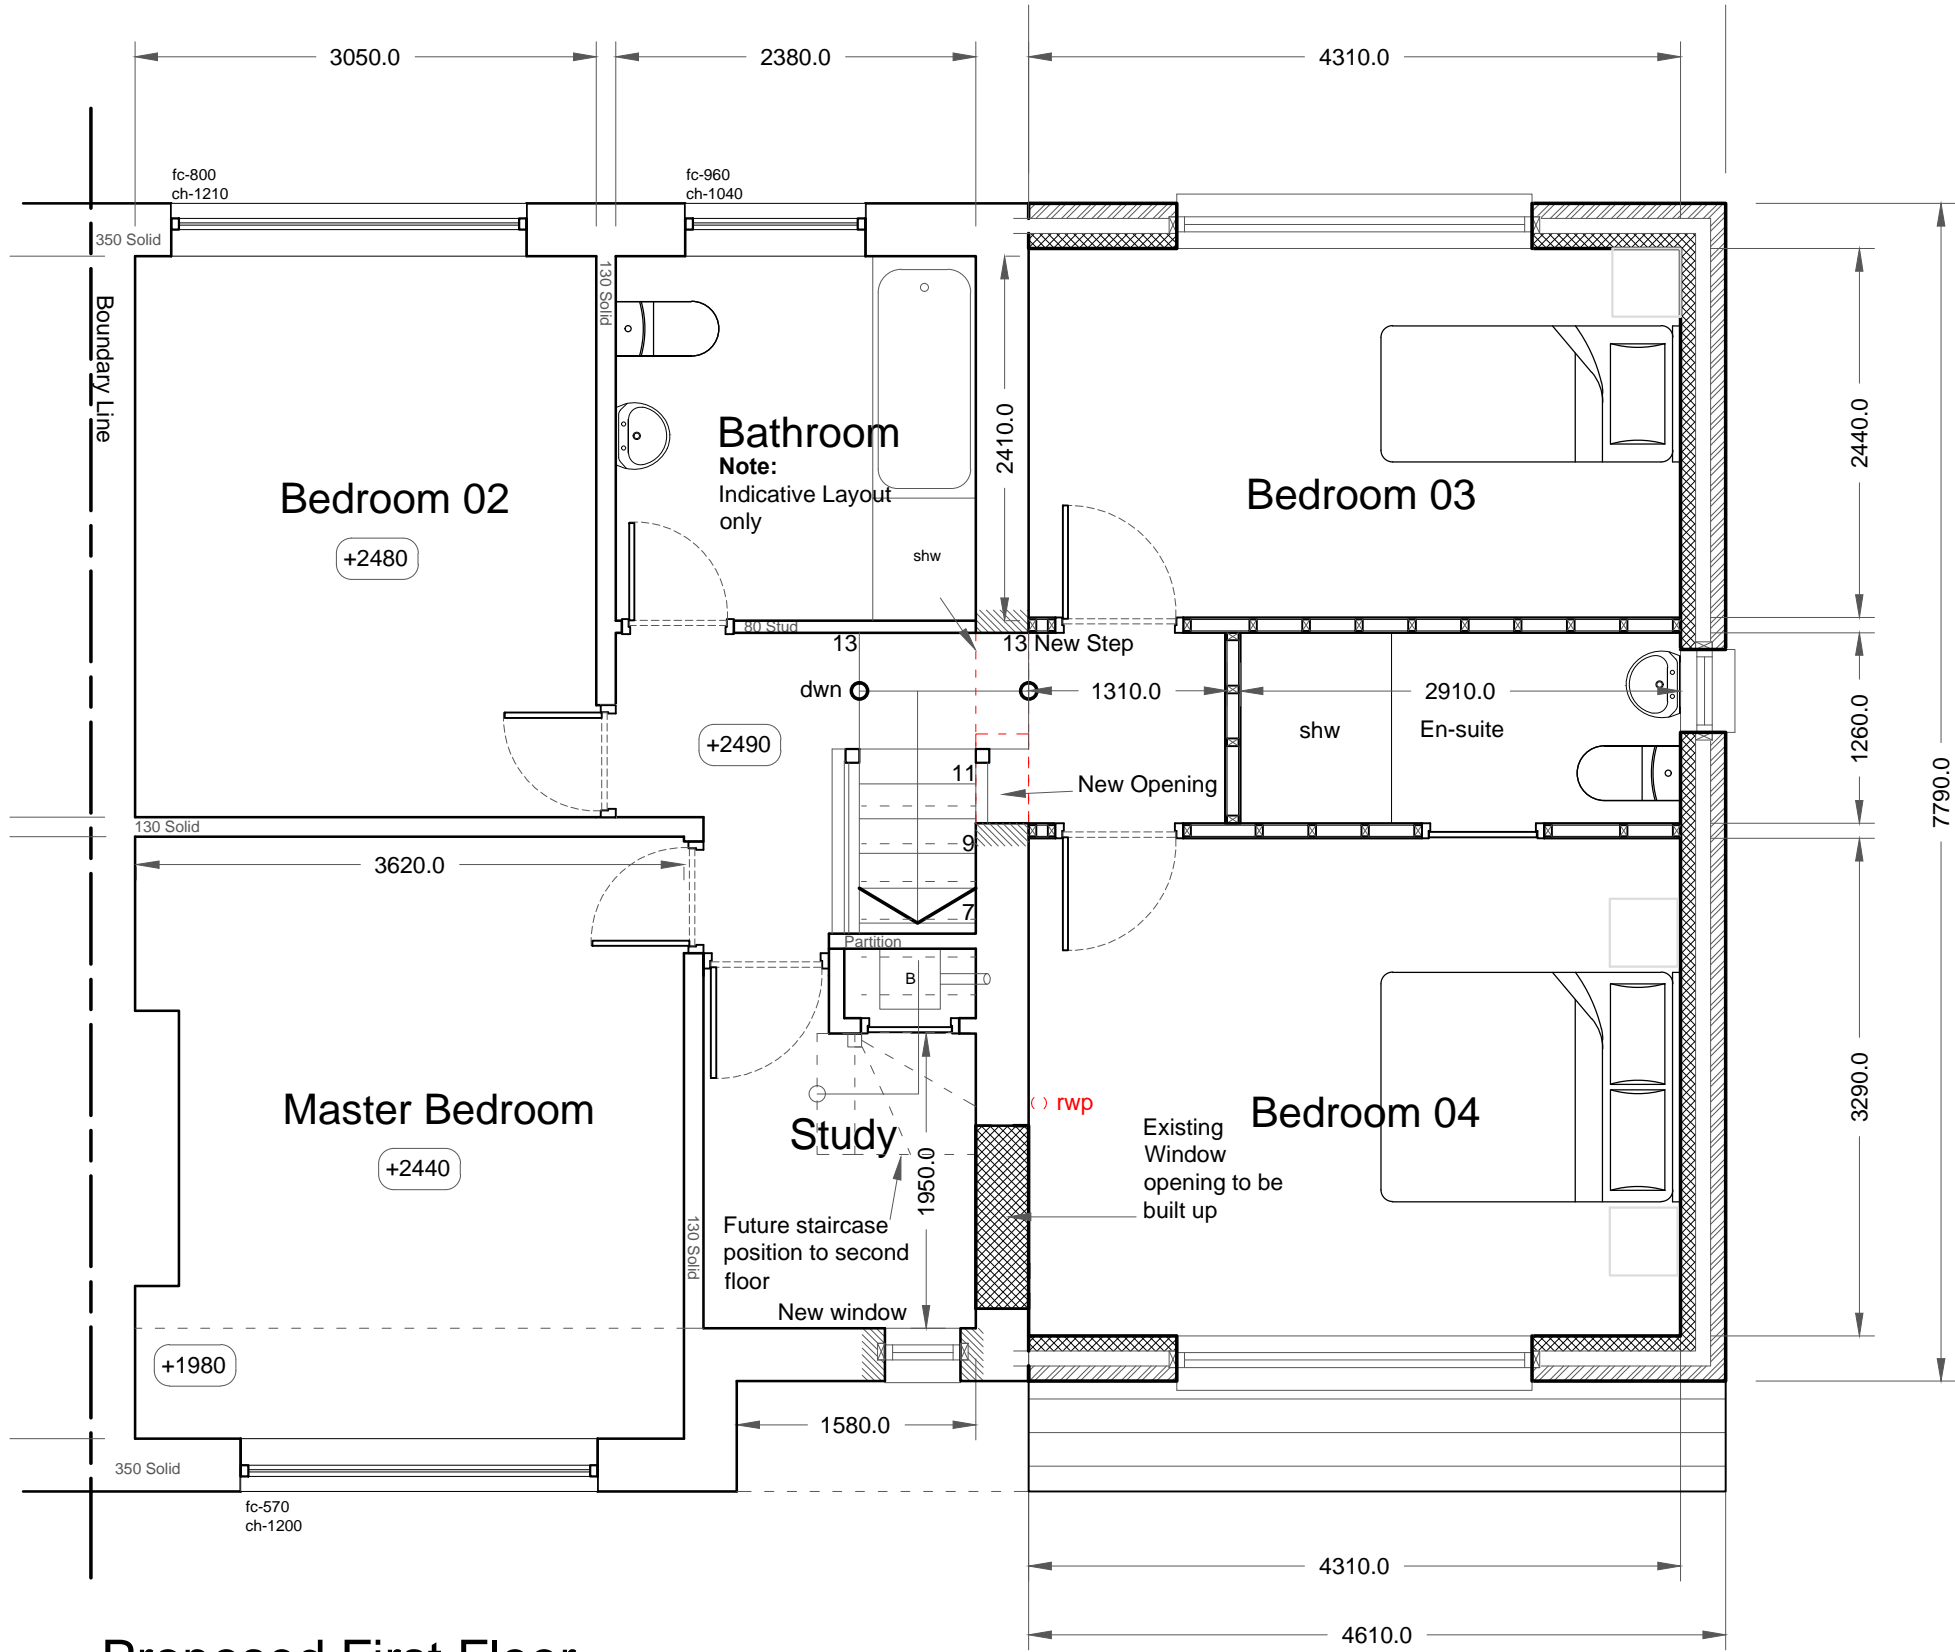 3050.0
2380.0
4310.0
fc-800
ch-1210
fc-960
ch-1040
350 Solid
130 Solid
Boundary Line
Bathroom
Note:
Indicative Layout
only
2410.0
2440.0
Bedroom 02
+2480
Bedroom 03
shw
80 Stud
13
13 New Step
dwn
1310.0
2910.0
shw
En-suite
1260.0
+2490
11
New Opening
7790.0
130 Solid
9
3620.0
7
Partition
B
Master Bedroom
+2440
Study
1950.0
rwp
Bedroom 04
3290.0
Existing
Window
opening to be
built up
130 Solid
Future staircase
position to second
floor
New window
+1980
1580.0
350 Solid
fc-570
ch-1200
4310.0
4610.0
Proposed First Floor